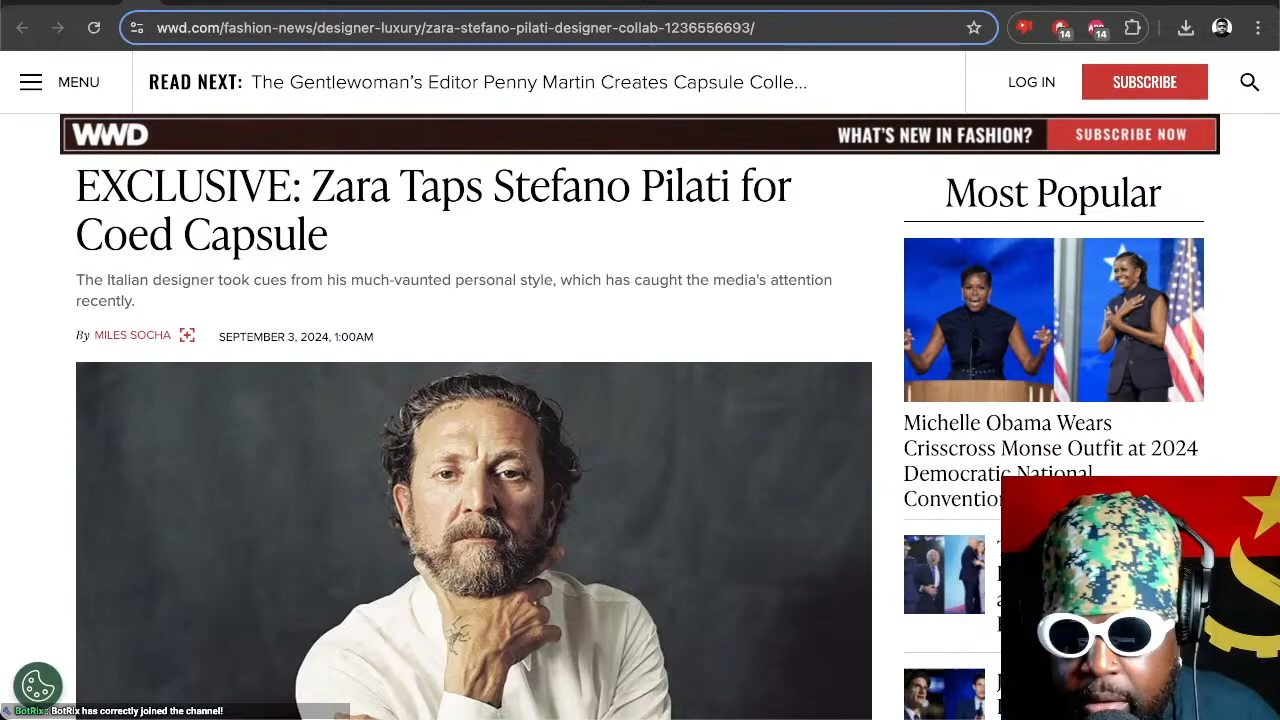 wwd.com/fashion-news/designer-luxury/zara-stefano-pilati-designer-collab-1236556693/
14
14
MENU
READ NEXT: The Gentlewoman's Editor Penny Martin Creates Capsule Colle...
LOG IN
SUBSCRIBE
WWD
WHAT'S NEW IN FASHION?
SUBSCRIBE NOW
EXCLUSIVE: Zara Taps Stefano Pilati for
Coed Capsule
The Italian designer took cues from his much-vaunted personal style, which has caught the media's attention
recently.
By MILES SOCHA
SEPTEMBER 3, 2024, 1:00AM
Most Popular
Michelle Obama Wears
Crisscross Monse Outfit at 2024
Democratic National
Convention
BotRix: BotRix has correctly joined the channel!